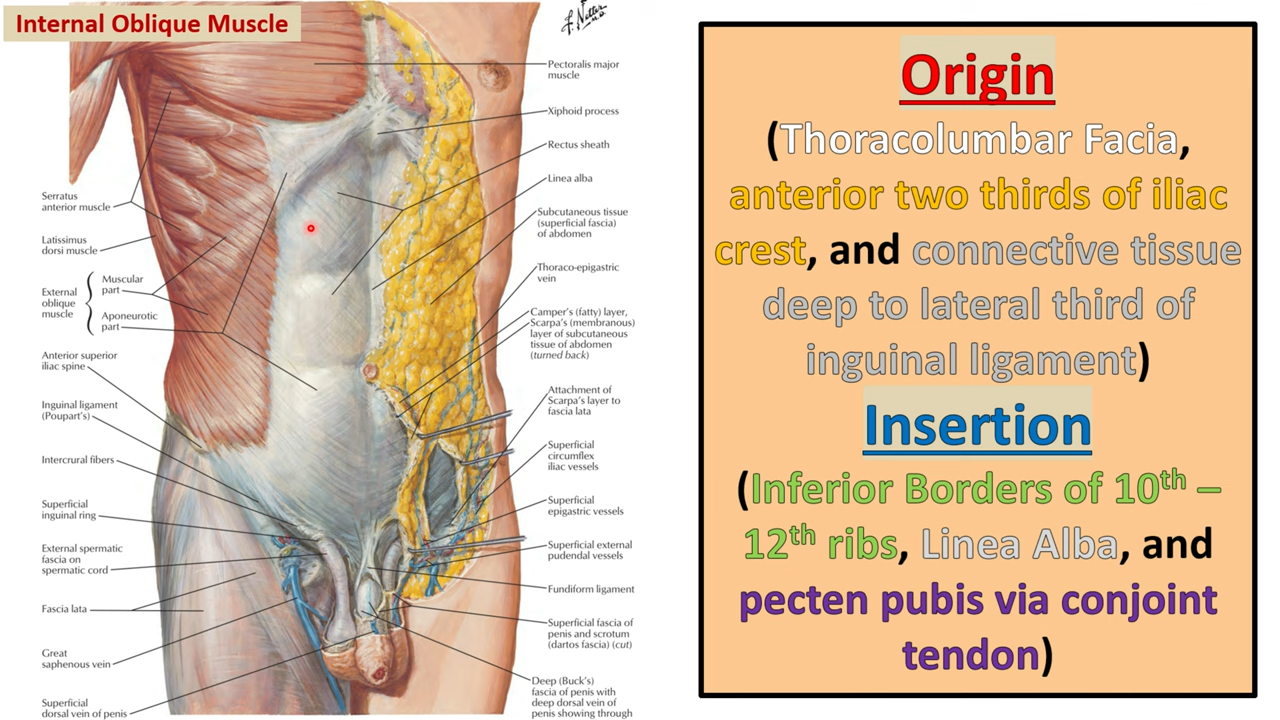 Internal Oblique Muscle
F. Netter
M.D.
Serratus
anterior muscle
Latissimus
dorsi muscle
External
oblique
muscle
Muscular
part
Aponeurotic
part
Anterior superior
iliac spine
Inguinal ligament
(Poupart's)
Intercrural fibers
Superficial
inguinal ring
External spermatic
fascia on
spermatic cord
Fascia lata
Great
saphenous vein
Superficial
dorsal vein of penis
Pectoralis major
muscle
Xiphoid process
Rectus sheath
Linea alba
Subcutaneous tissue
(superficial fascia)
of abdomen
Thoraco-epigastric
vein
Camper's (fatty) layer,
Scarpa's (membranous)
layer of subcutaneous
tissue of abdomen
(turned back)
Attachment of
Scarpa's layer to
fascia lata
Superficial
circumflex
iliac vessels
Superficial
epigastric vessels
Superficial external
pudendal vessels
Fundiform ligament
Superficial fascia of
penis and scrotum
(dartos fascia) (cut)
Deep (Buck's)
fascia of penis with
deep dorsal vein of
penis showing through
Origin
(Thoracolumbar Facia,
anterior two thirds of iliac
crest, and connective tissue
deep to lateral third of
inguinal ligament)
Insertion
(Inferior Borders of 10th –
12th ribs, Linea Alba, and
pecten pubis via conjoint
tendon)